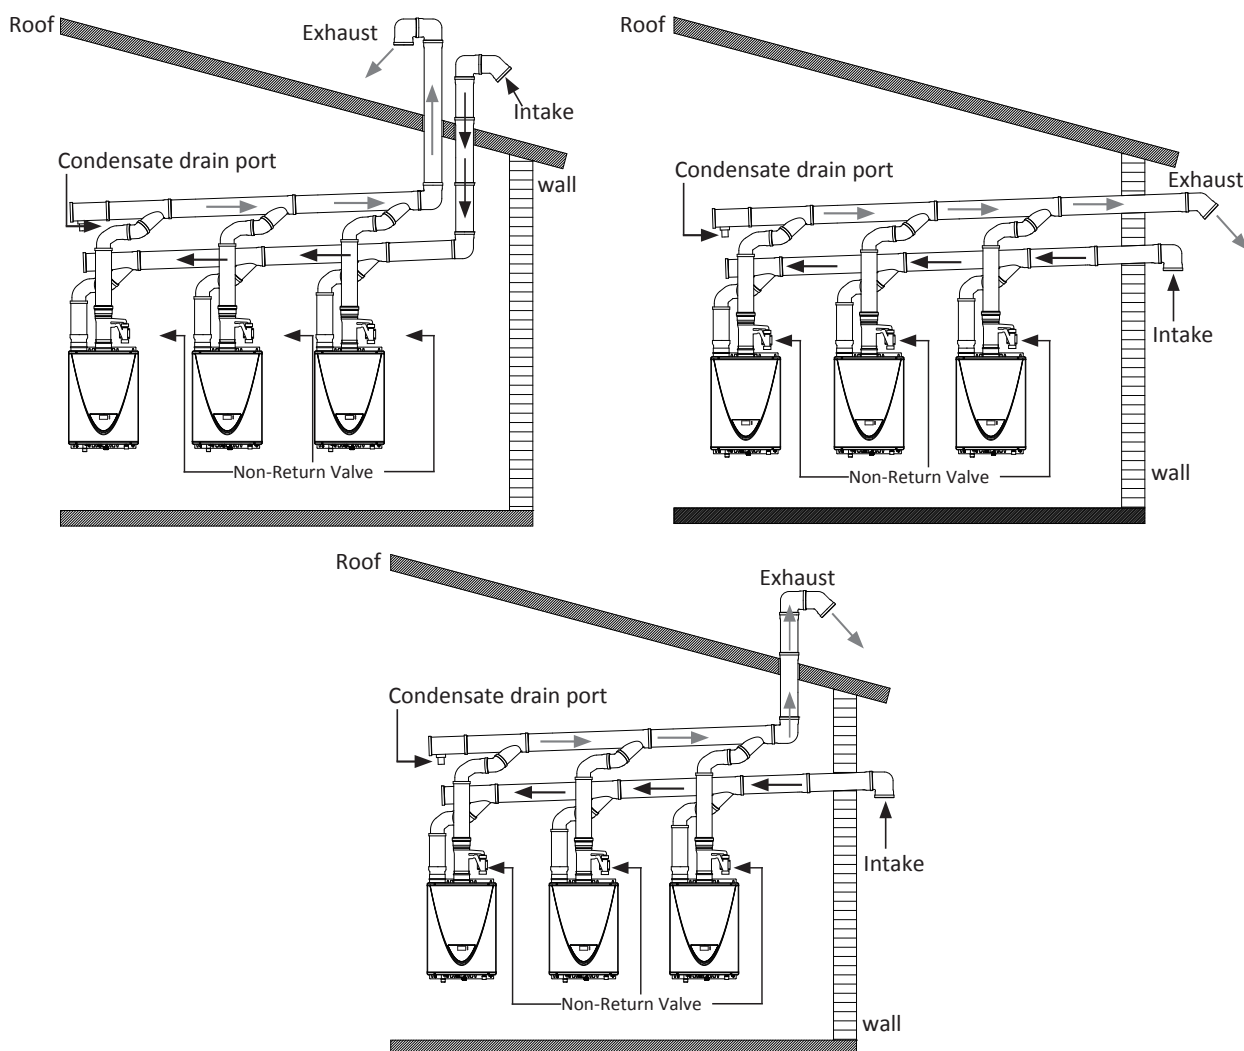 Roof
Exhaust
Intake
Condensate drain port
wall
Non-Return Valve
Roof
Condensate drain port
Exhaust
Intake
wall
Non-Return Valve
Roof
Exhaust
Condensate drain port
Intake
Non-Return Valve
wall